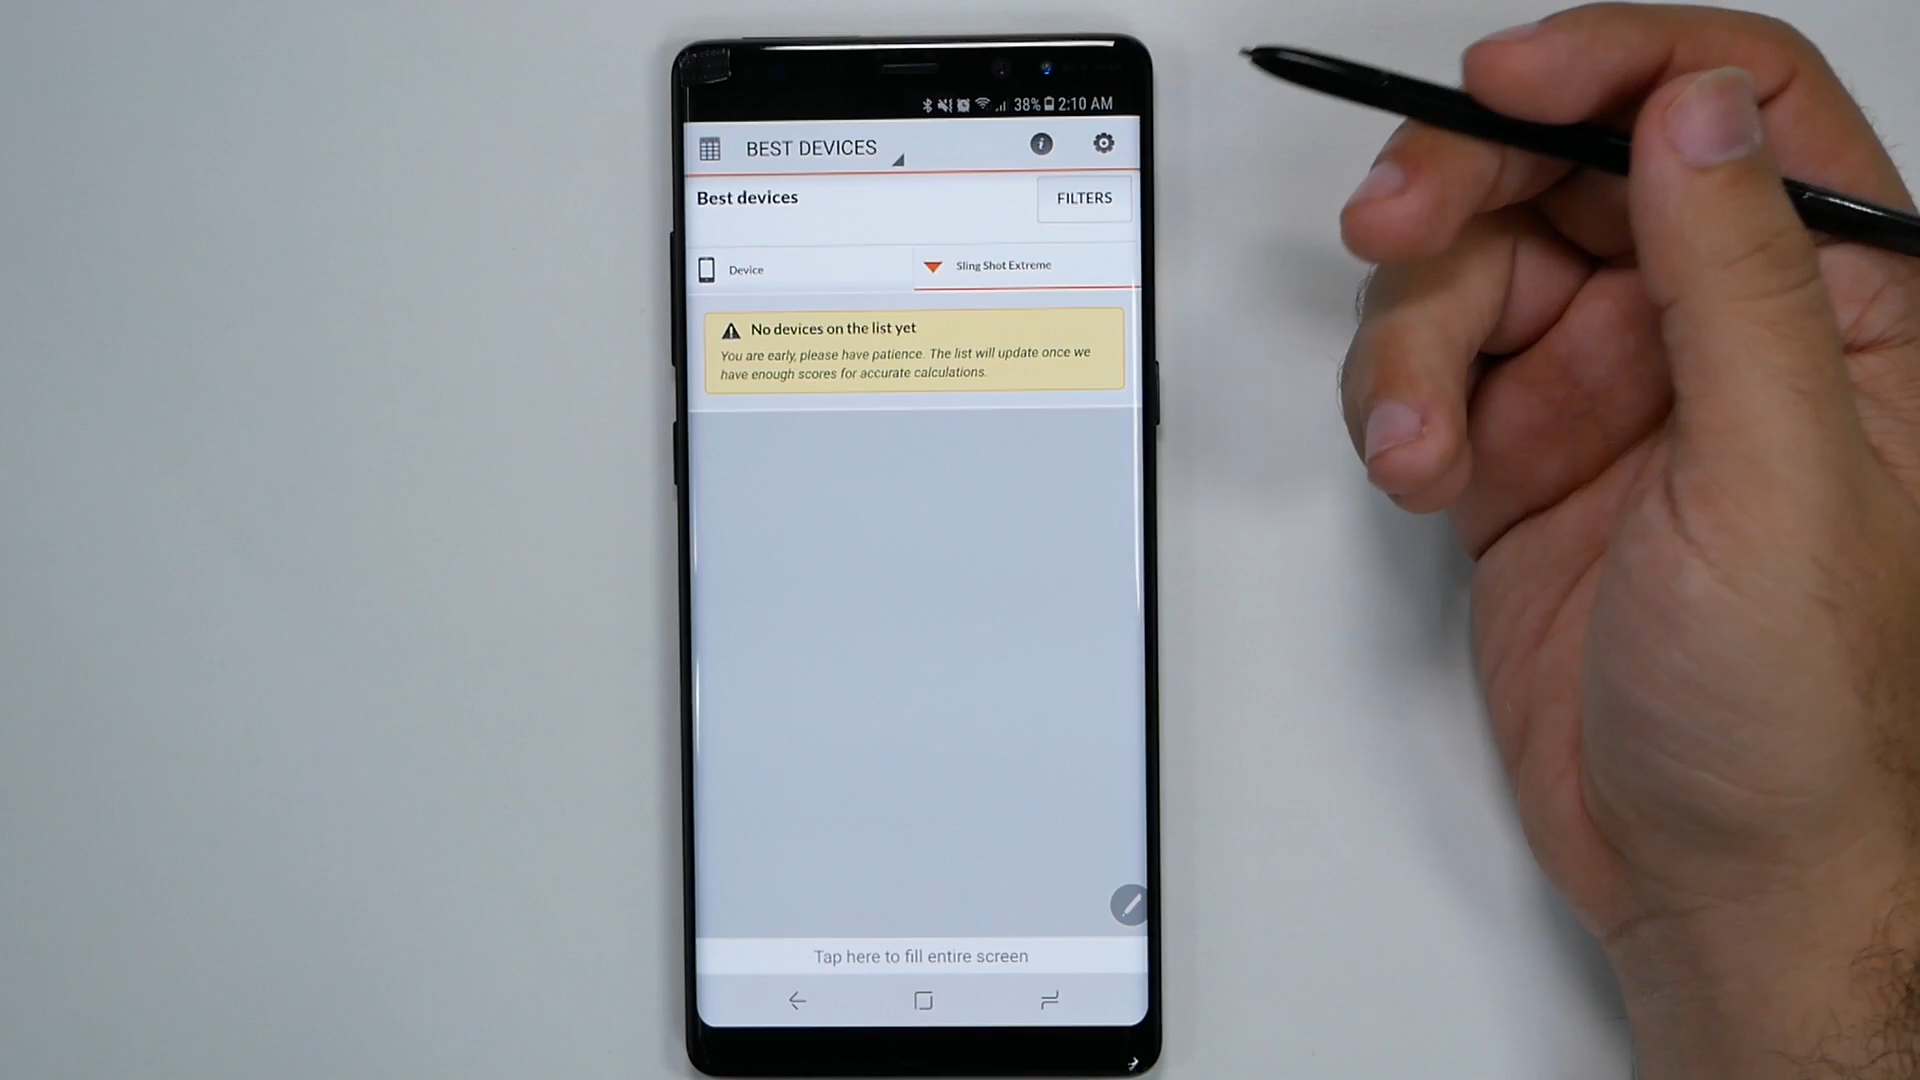 38% 2:10 AM
BEST DEVICES
Best devices
FILTERS
Device
Sling Shot Extreme
No devices on the list yet
You are early, please have patience. The list will update once we
have enough scores for accurate calculations.
Tap here to fill entire screen